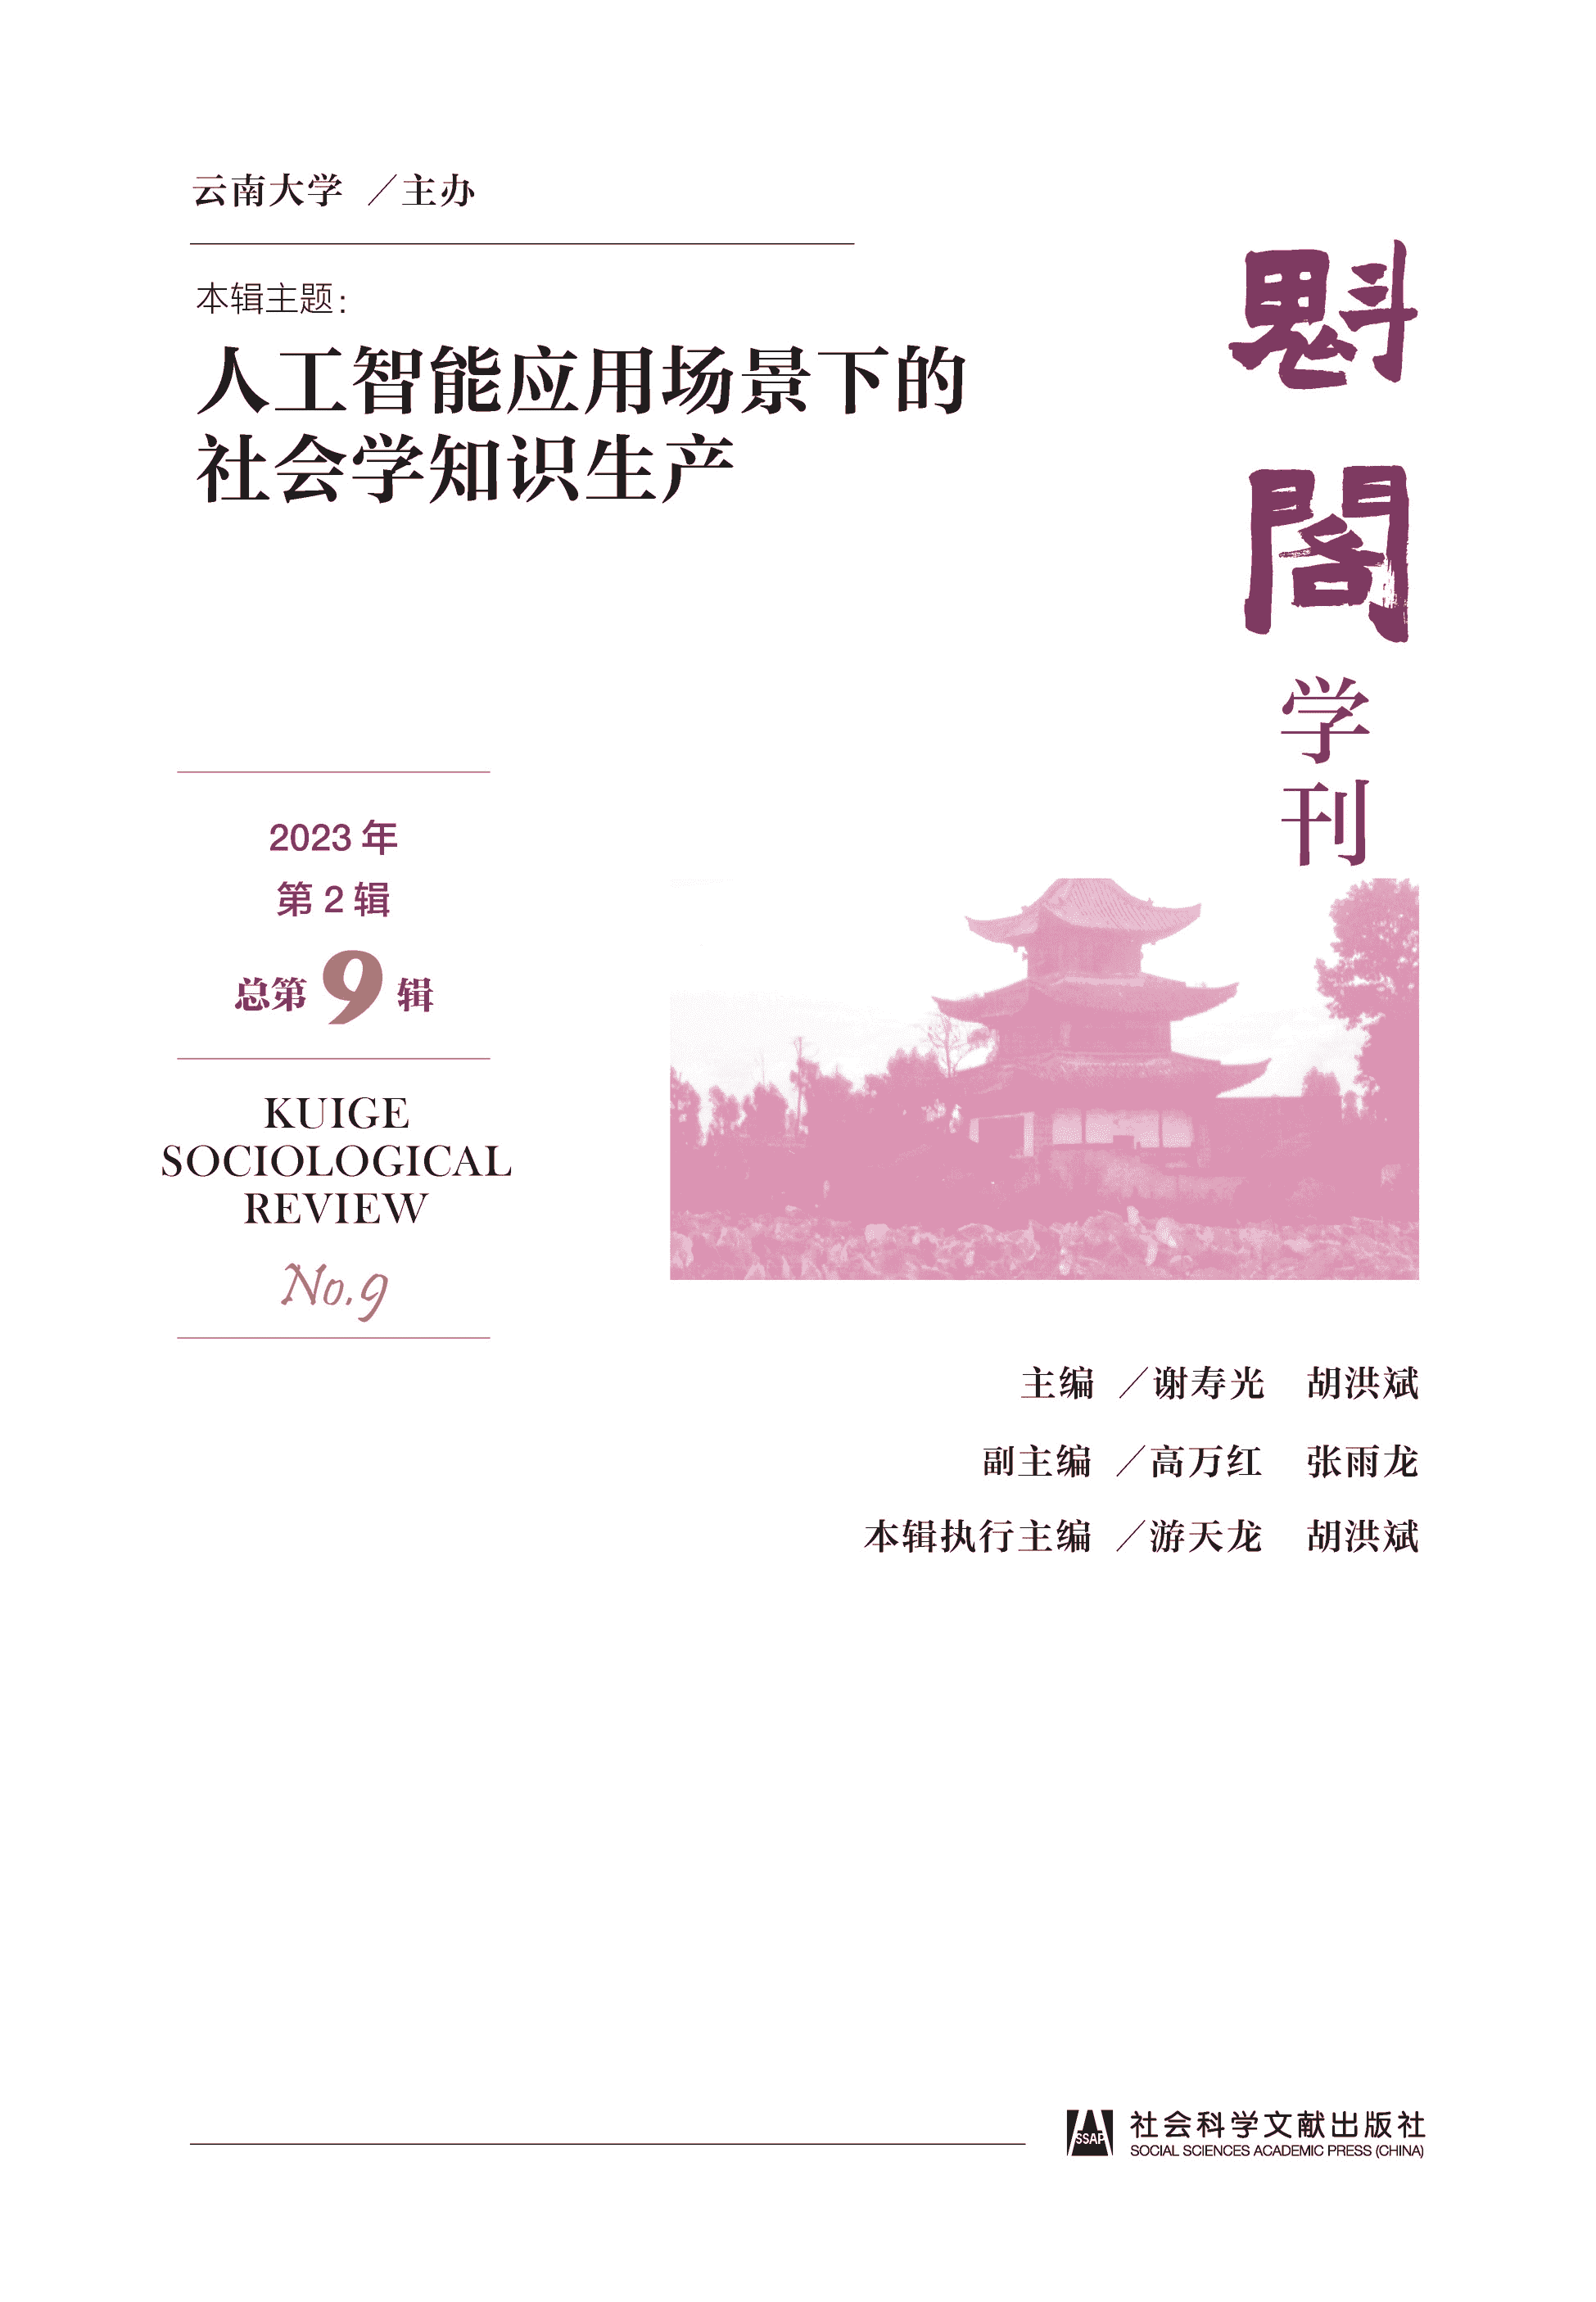 云南大学 ／主办
本辑主题：
人工智能应用场景下的
社会学知识生产
魁閣学刊
2023 年
第 2 辑
总第 9 辑
KUIGE
SOCIOLOGICAL
REVIEW
No.9
主编 ／谢寿光 胡洪斌
副主编 ／高万红 张雨龙
本辑执行主编 ／游天龙 胡洪斌
SSAP
社会科学文献出版社
SOCIAL SCIENCES ACADEMIC PRESS (CHINA)